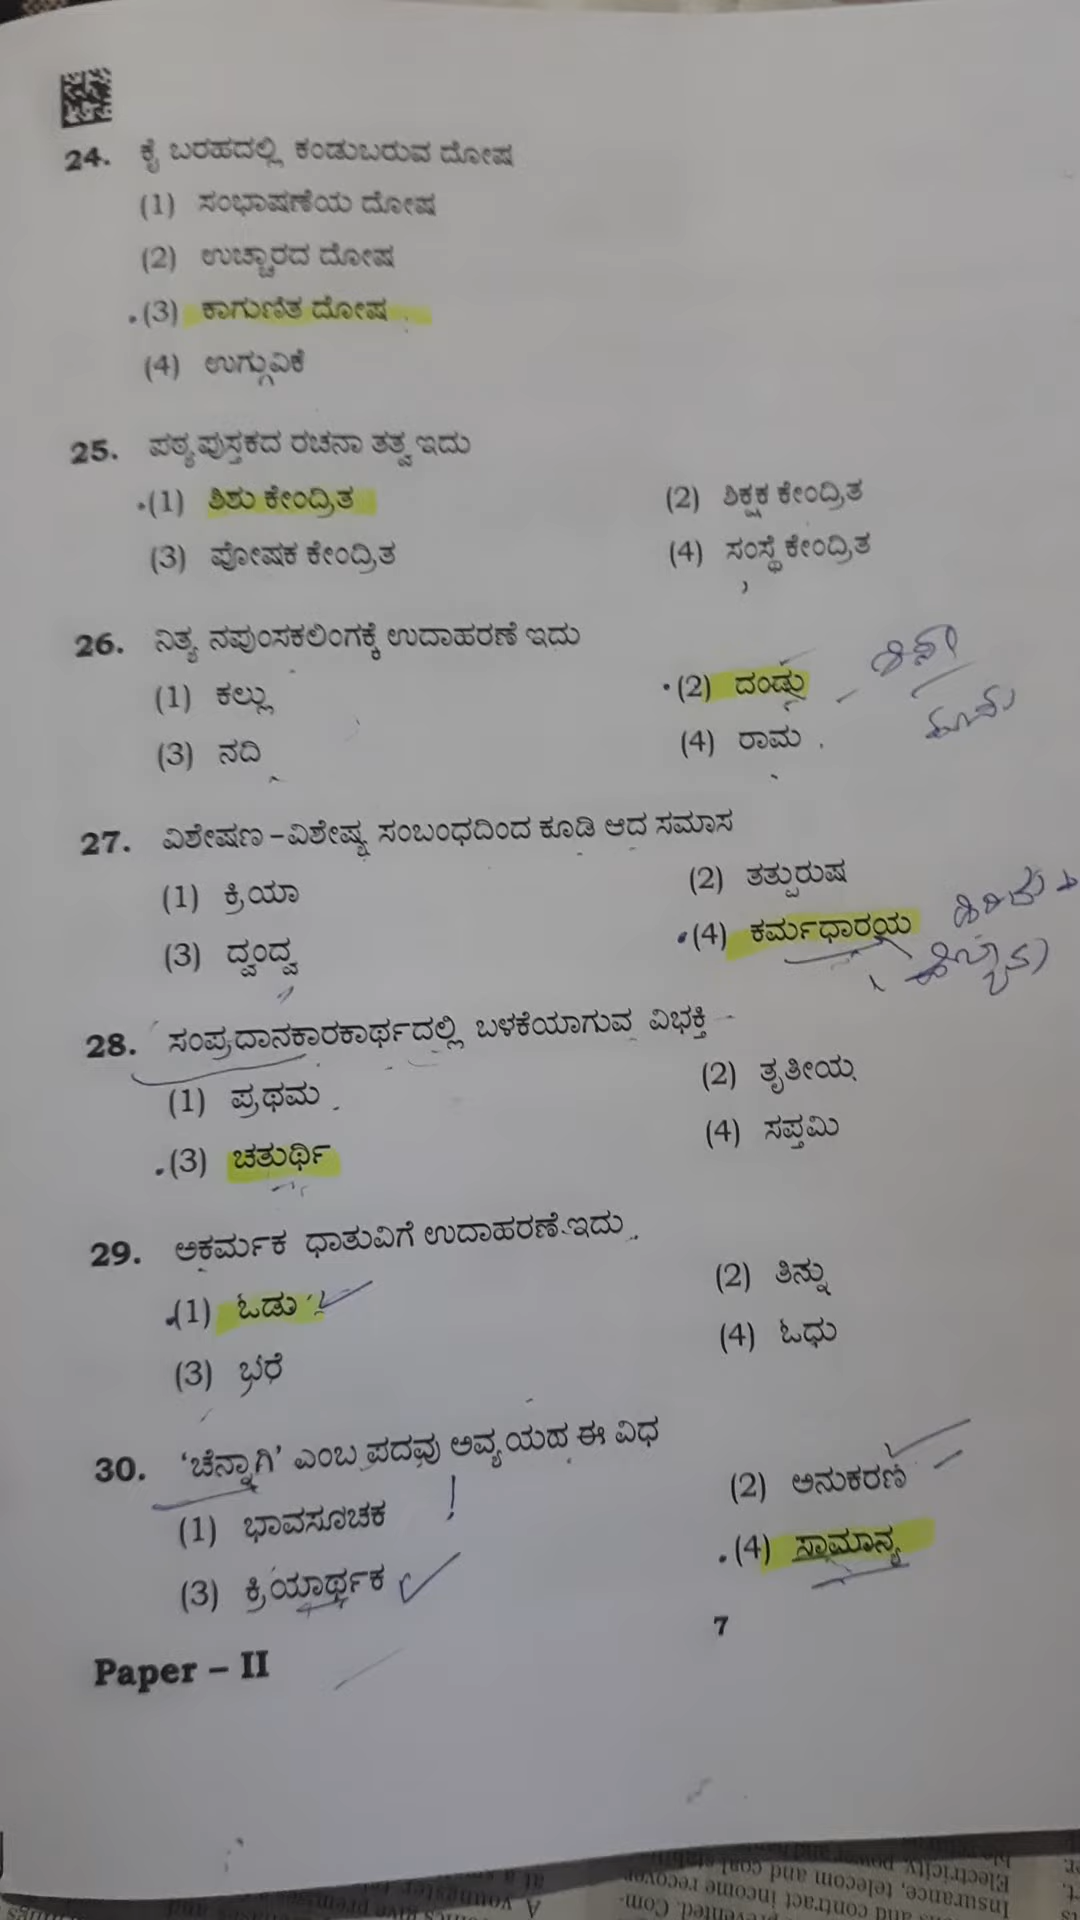 24. ಕೈ ಬರಹದಲ್ಲಿ ಕಂಡುಬರುವ ದೋಷ
(1) ಸಂಭಾಷಣೆಯ ದೋಷ
(2) ಉಚ್ಚಾರದ ದೋಷ
(3) ಕಾಗುಣಿತ ದೋಷ
(4) ಉಗ್ಗುವಿಕೆ
25. ಪಠ್ಯಪುಸ್ತಕದ ರಚನಾ ತತ್ವ ಇದು
(1) ಶಿಶು ಕೇಂದ್ರಿತ (2) ಶಿಕ್ಷಕ ಕೇಂದ್ರಿತ
(3) ಪೋಷಕ ಕೇಂದ್ರಿತ (4) ಸಂಸ್ಥೆ ಕೇಂದ್ರಿತ
26. ನಿತ್ಯ ನಪುಂಸಕಲಿಂಗಕ್ಕೆ ಉದಾಹರಣೆ ಇದು
(1) ಕಲ್ಲು (2) ದಂಡು
(3) ನದಿ (4) ರಾಮ
27. ವಿಶೇಷಣ – ವಿಶೇಷ್ಯ ಸಂಬಂಧದಿಂದ ಕೂಡಿ ಆದ ಸಮಾಸ
(1) ಕ್ರಿಯಾ (2) ತತ್ಪುರುಷ
(3) ದ್ವಂದ್ವ (4) ಕರ್ಮಧಾರಯ
28. ಸಂಪ್ರದಾನಕಾರಕಾರ್ಥದಲ್ಲಿ ಬಳಕೆಯಾಗುವ ವಿಭಕ್ತಿ
(1) ಪ್ರಥಮ (2) ತೃತೀಯ
(3) ಚತುರ್ಥಿ (4) ಸಪ್ತಮಿ
29. ಅಕರ್ಮಕ ಧಾತುವಿಗೆ ಉದಾಹರಣೆ ಇದು
(1) ಓಡು (2) ತಿನ್ನು
(3) ಭರೆ (4) ಓಧು
30. 'ಚೆನ್ನಾಗಿ' ಎಂಬ ಪದವು ಅವ್ಯಯದ ಈ ವಿಧ
(1) ಭಾವಸೂಚಕ (2) ಅನುಕರಣ
(3) ಕ್ರಿಯಾರ್ಥಕ (4) ಸಾಮಾನ್ಯ
7
Paper – II